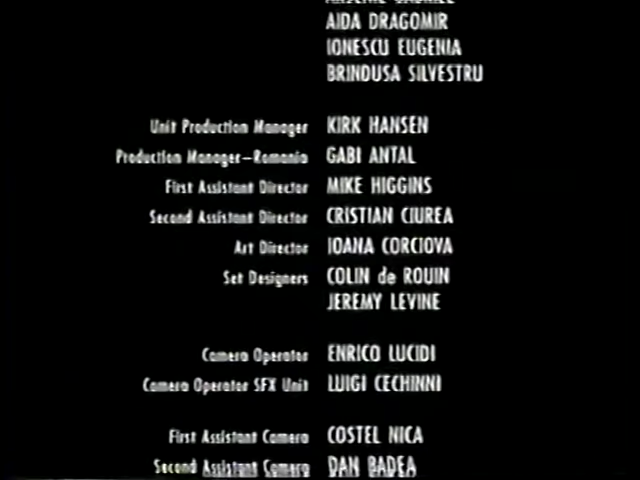 AIDA DRAGOMIR
IONESCU EUGENIA
BRINDUSA SILVESTRU
Unit Production Manager KIRK HANSEN
Production Manager–Romania GABI ANTAL
First Assistant Director MIKE HIGGINS
Second Assistant Director CRISTIAN CIUREA
Art Director IOANA CORCIOVA
Set Designers COLIN de ROUIN
JEREMY LEVINE
Camera Operator ENRICO LUCIDI
Camera Operator SFX Unit LUIGI CECHINNI
First Assistant Camera COSTEL NICA
Second Assistant Camera DAN BADEA